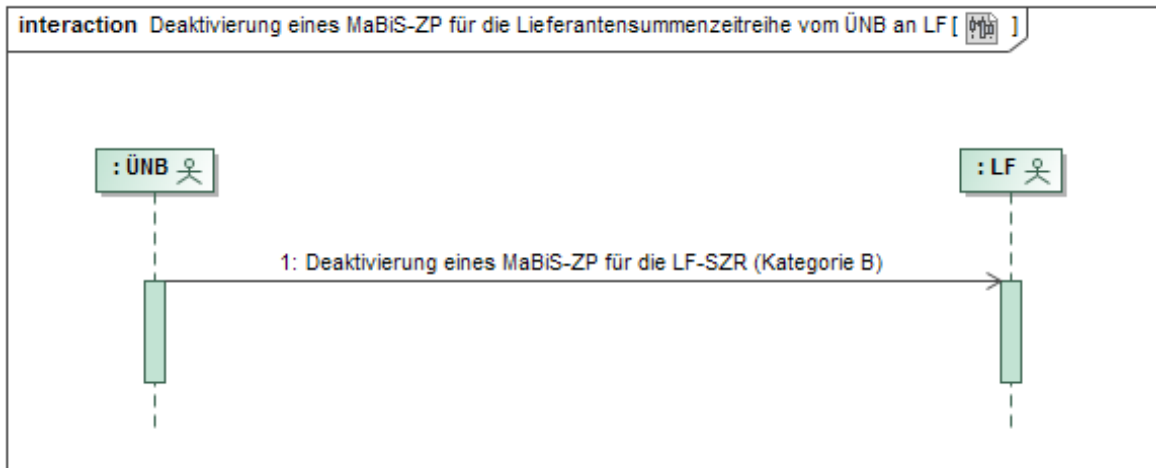 interaction Deaktivierung eines MaBiS-ZP für die Lieferantensummenzeitreihe vom ÜNB an LF [ ]
: ÜNB
: LF
1: Deaktivierung eines MaBiS-ZP für die LF-SZR (Kategorie B)